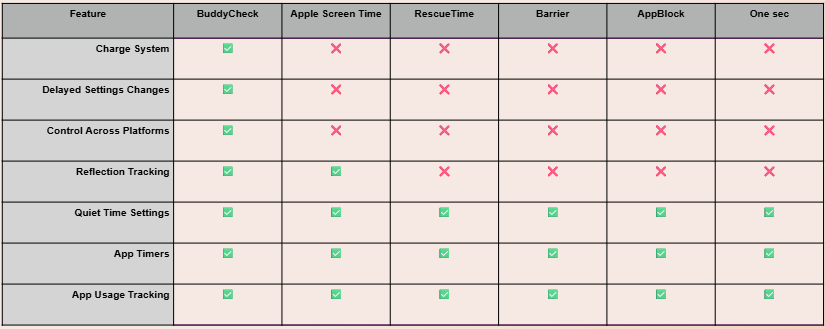 Feature BuddyCheck Apple Screen Time RescueTime Barrier AppBlock One sec
Charge System ✅ ❌ ❌ ❌ ❌ ❌
Delayed Settings Changes ✅ ❌ ❌ ❌ ❌ ❌
Control Across Platforms ✅ ❌ ❌ ❌ ❌ ❌
Reflection Tracking ✅ ✅ ❌ ❌ ❌ ❌
Quiet Time Settings ✅ ✅ ✅ ✅ ✅ ✅
App Timers ✅ ✅ ✅ ✅ ✅ ✅
App Usage Tracking ✅ ✅ ✅ ✅ ✅ ✅